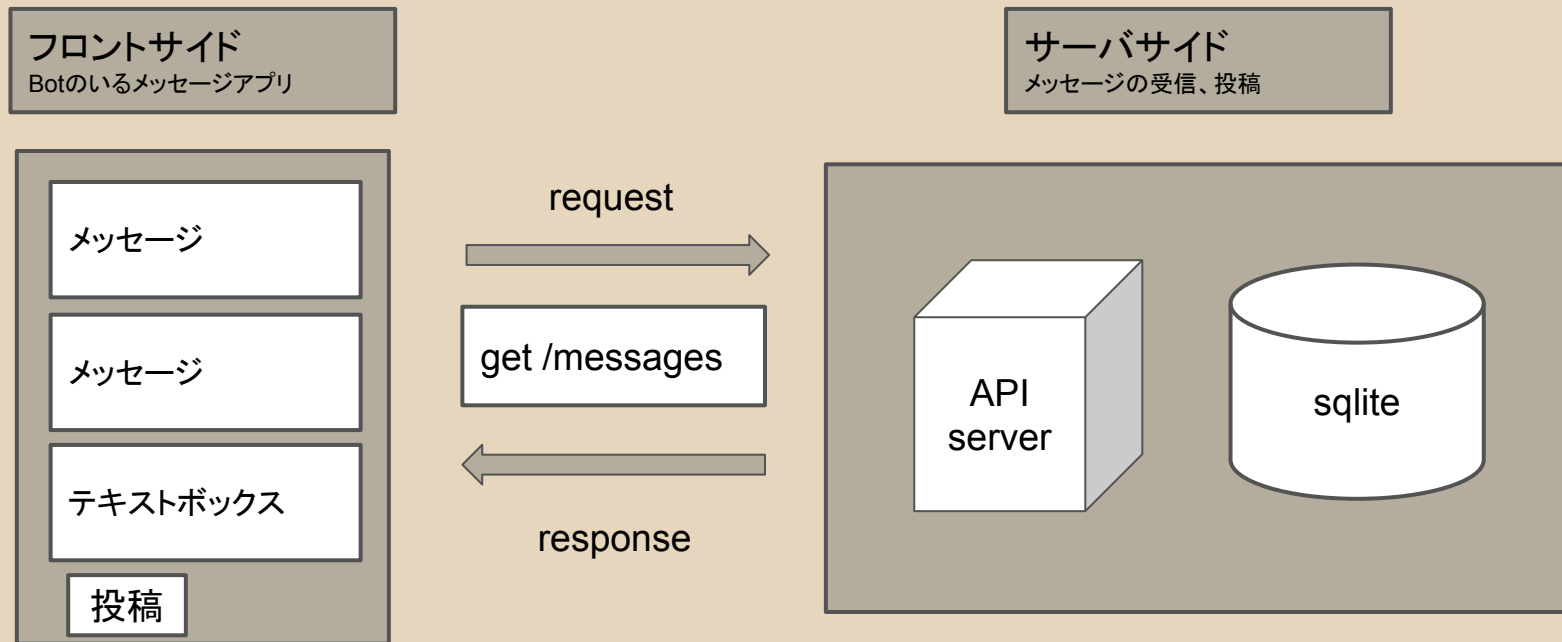 フロントサイド
Botのいるメッセージアプリ
サーバサイド
メッセージの受信、投稿
メッセージ
メッセージ
テキストボックス
投稿
request
get /messages
response
API
server
sqlite